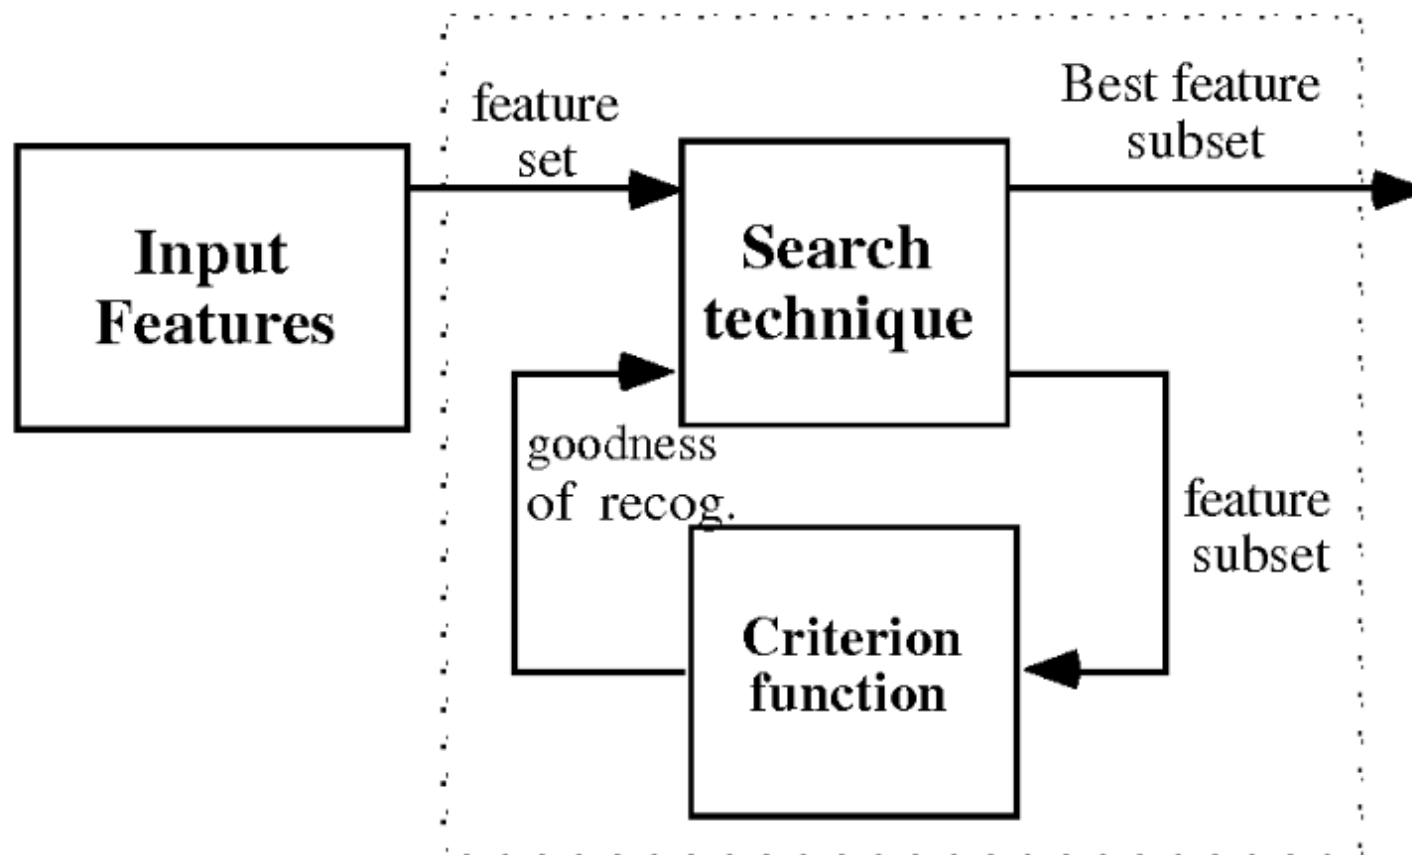 feature
set
Best feature
subset
Input
Features
Search
technique
goodness
of recog.
feature
subset
Criterion
function